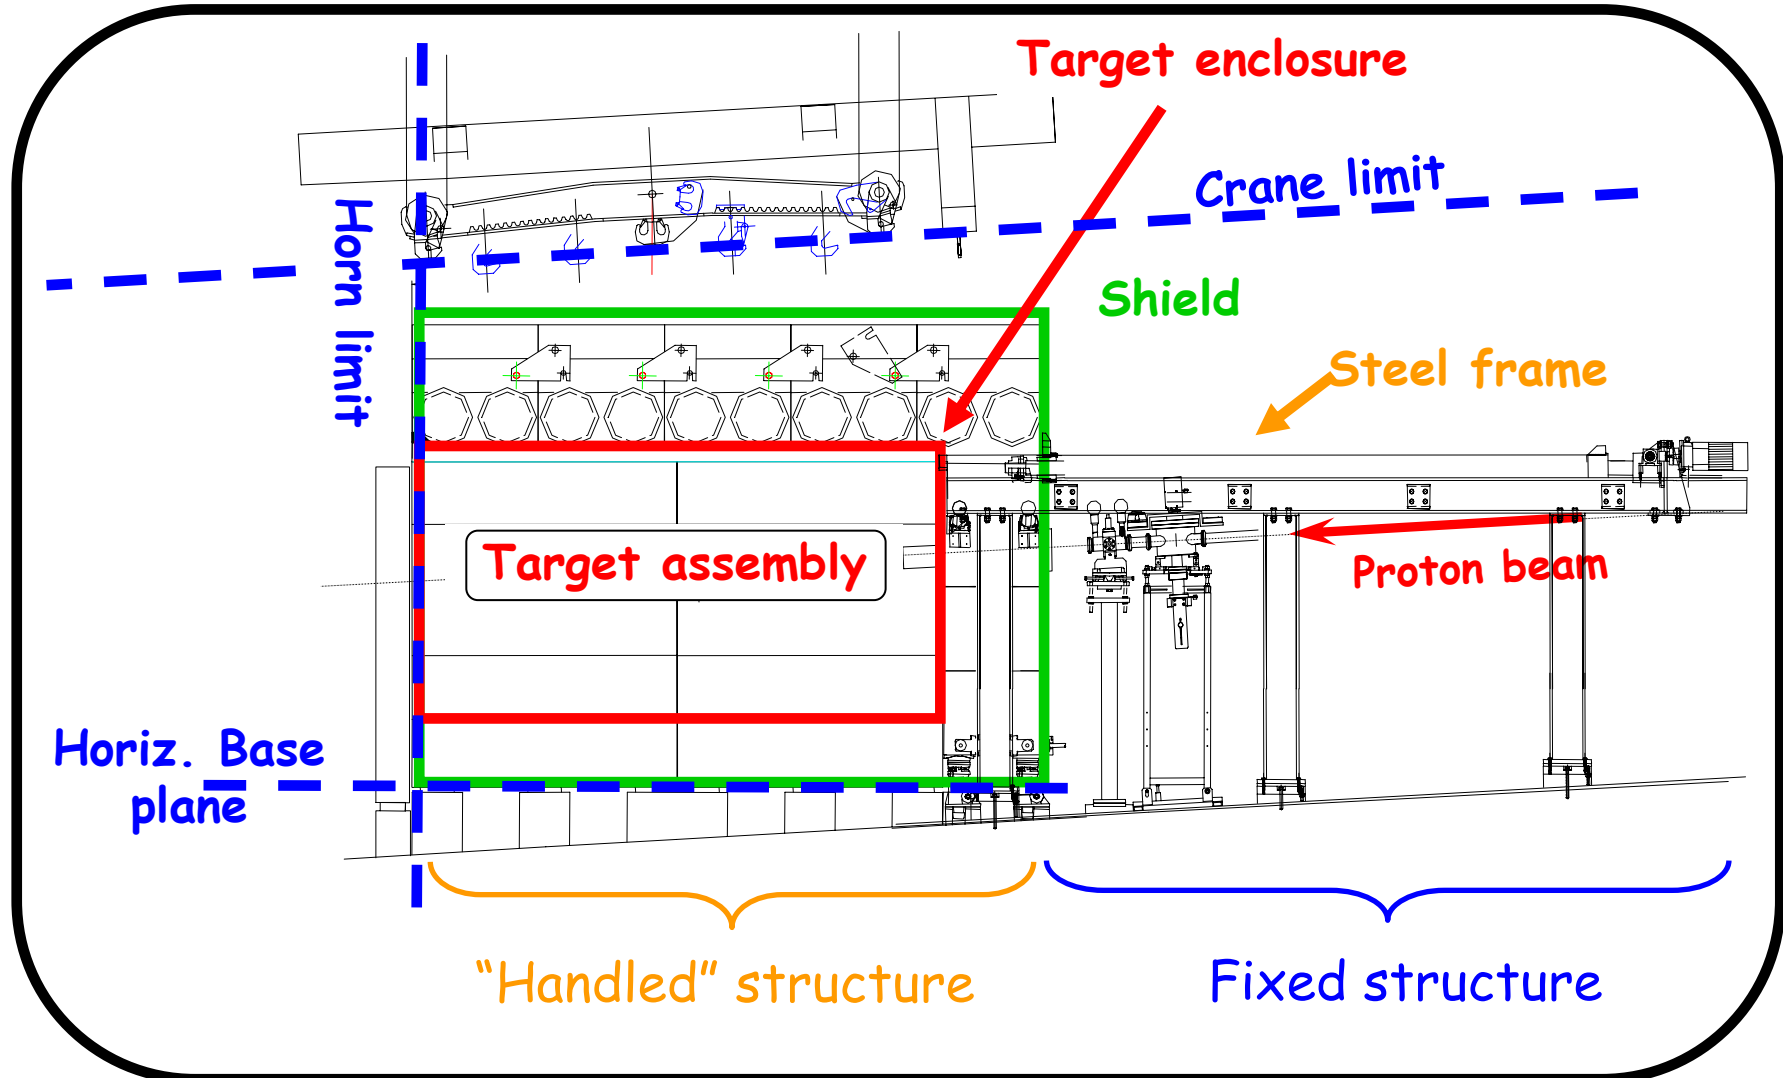 Target enclosure
Crane limit
Horn limit
Shield
Steel frame
Target assembly
Proton beam
Horiz. Base
plane
“Handled” structure
Fixed structure